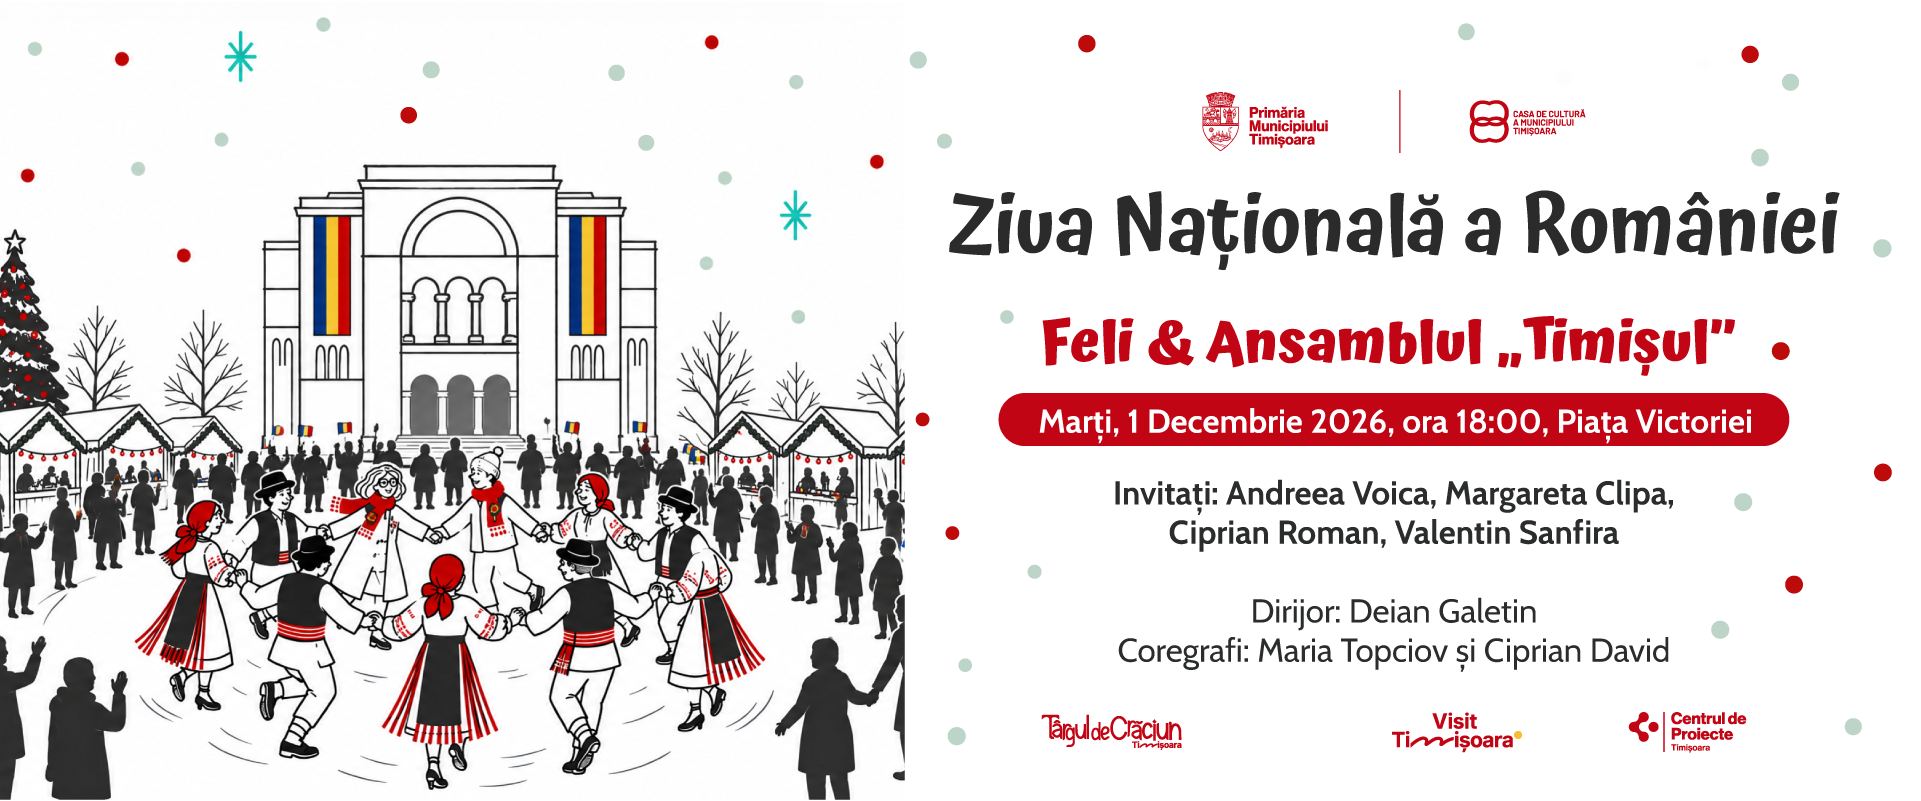 Primăria
Municipiului
Timișoara
CASA DE CULTURĂ
A MUNICIPIULUI
TIMIȘOARA
Ziua Națională a României
Feli & Ansamblul „Timișul”
Marți, 1 Decembrie 2026, ora 18:00, Piața Victoriei
Invitați: Andreea Voica, Margareta Clipa,
Ciprian Roman, Valentin Sanfira
Dirijor: Deian Galetin
Coregrafi: Maria Topciov și Ciprian David
Târgul de Crăciun
Timișoara
Visit
Timișoara
Centrul de
Proiecte
Timișoara